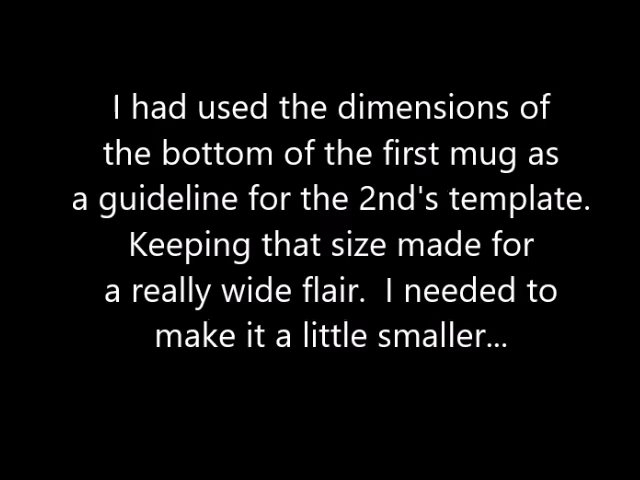 I had used the dimensions of
the bottom of the first mug as
a guideline for the 2nd's template.
Keeping that size made for
a really wide flair.  I needed to
make it a little smaller...